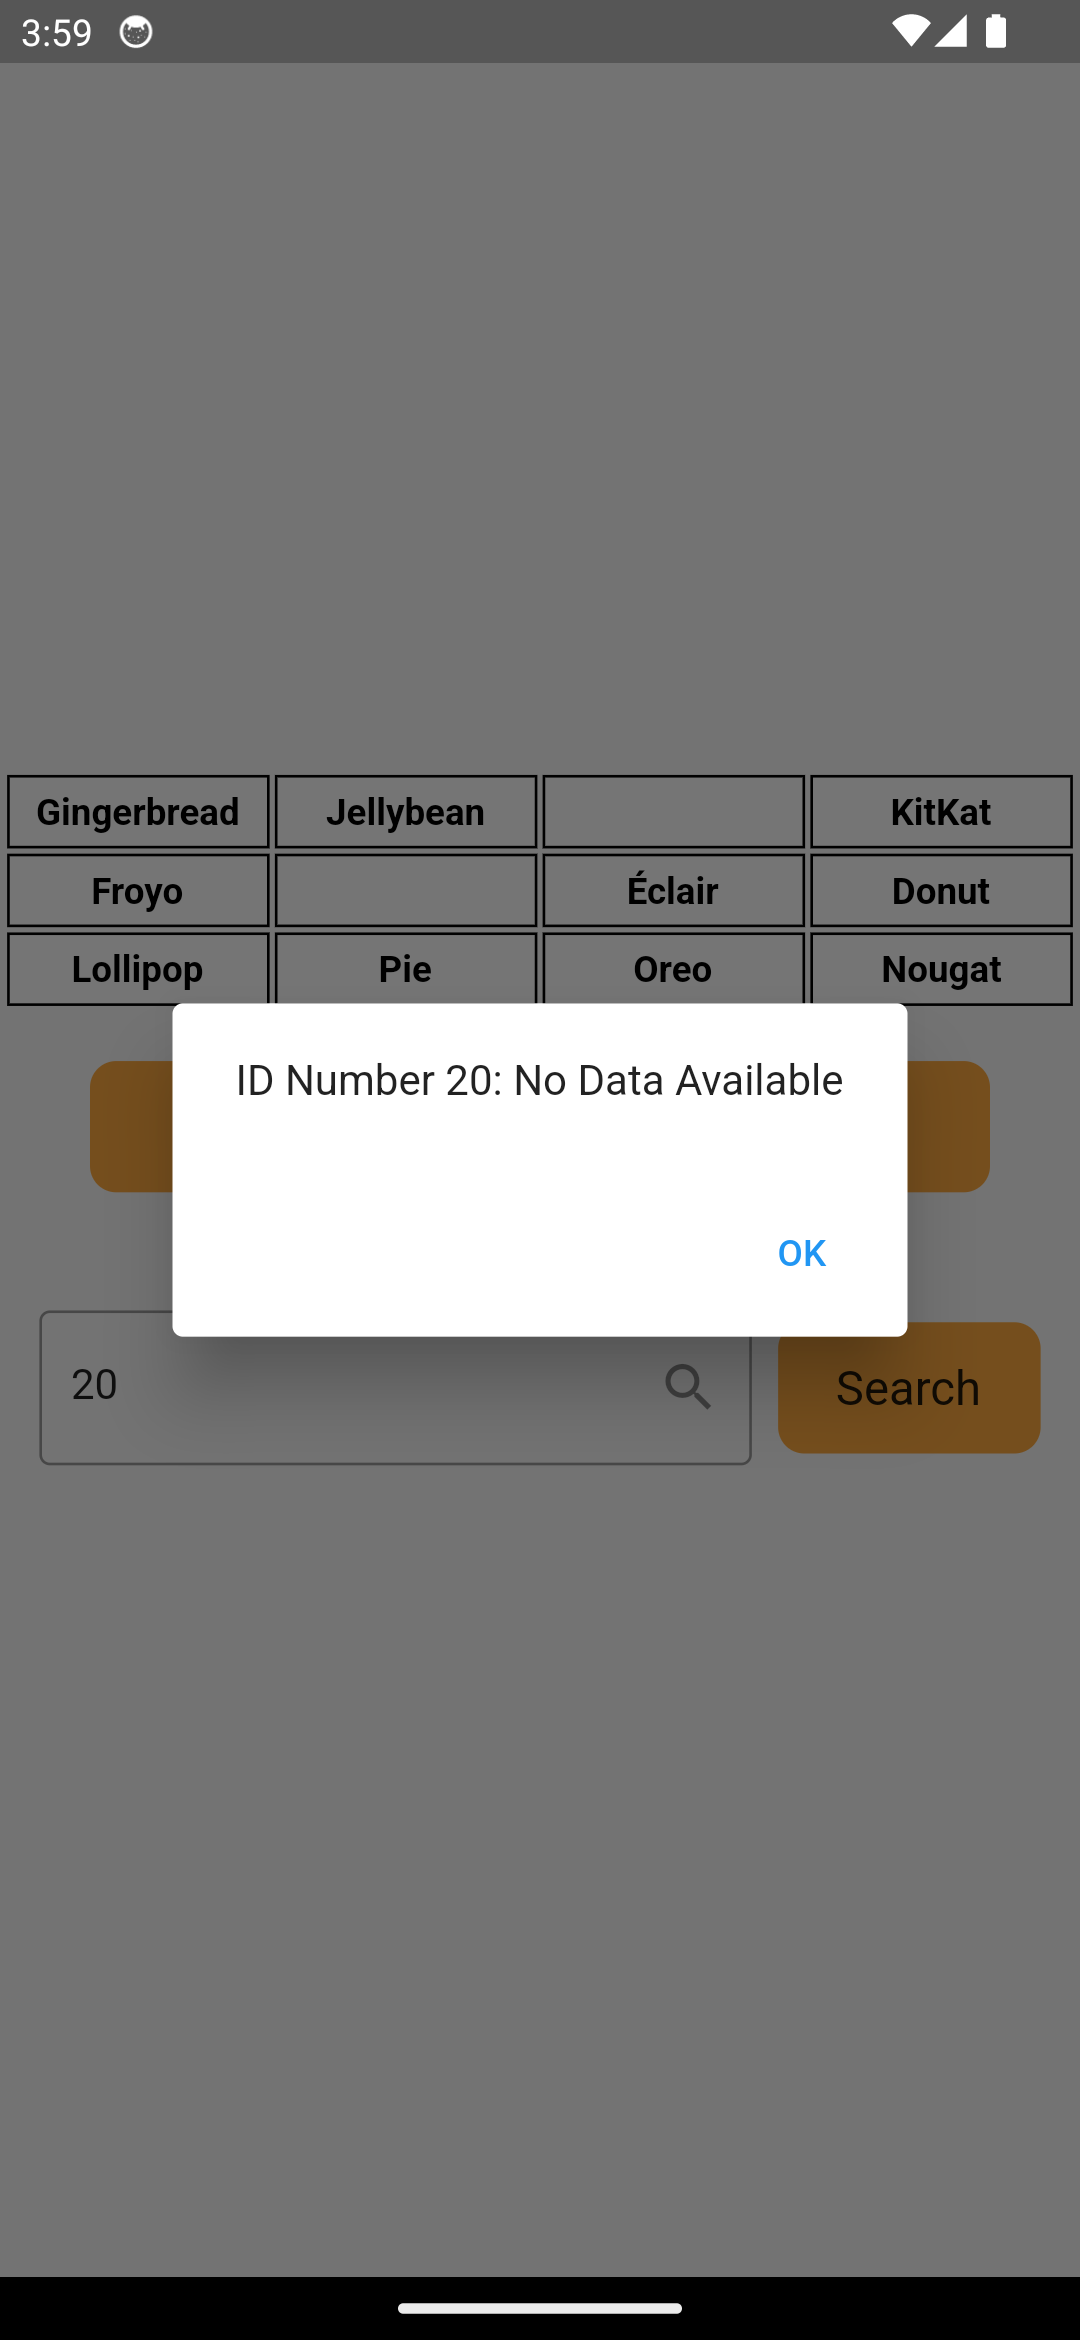 3:59
Gingerbread Jellybean KitKat
Froyo Éclair Donut
Lollipop Pie Oreo Nougat
ID Number 20: No Data Available
OK
20 Search